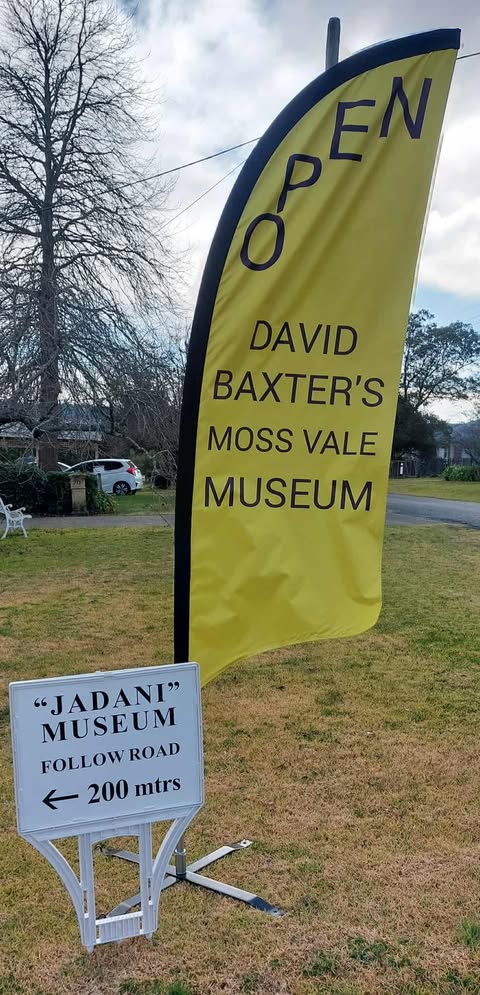 OPEN
DAVID
BAXTER'S
MOSS VALE
MUSEUM
“JADANI”
MUSEUM
FOLLOW ROAD
← 200 mtrs